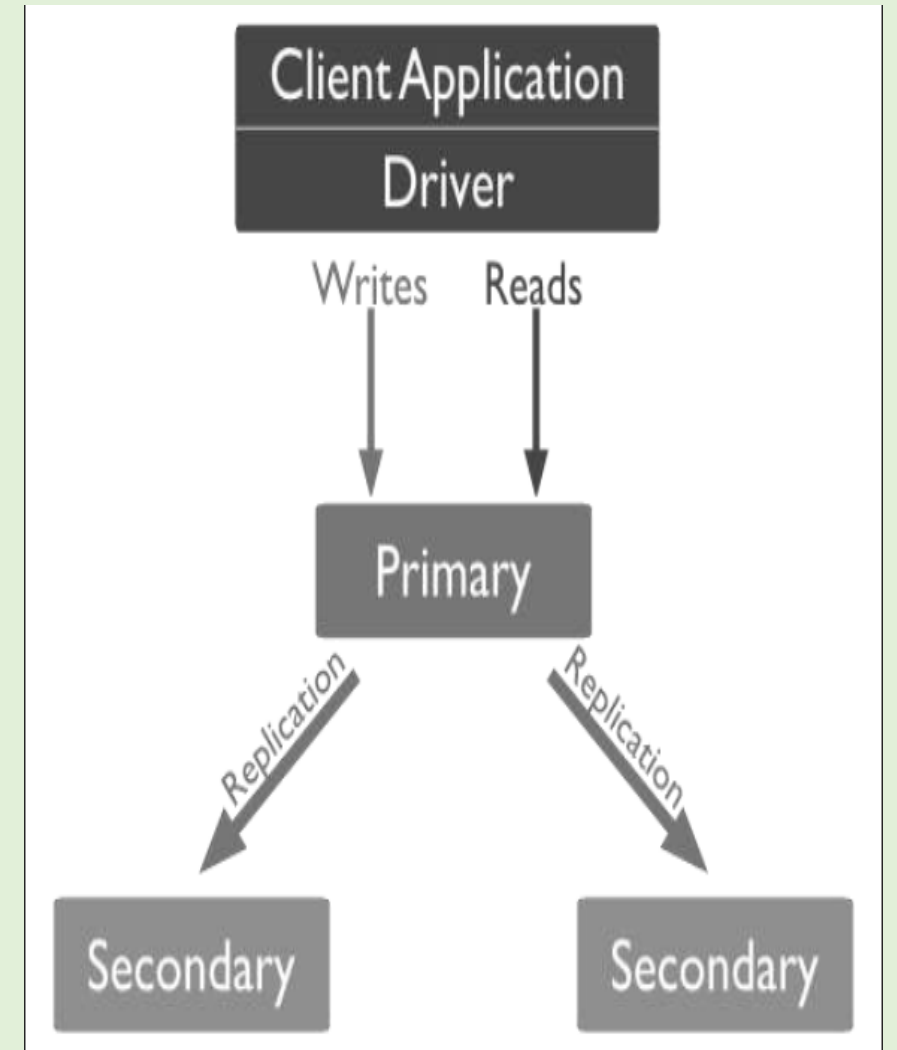 Client Application
Driver
Writes Reads
Primary
Replication Replication
Secondary Secondary